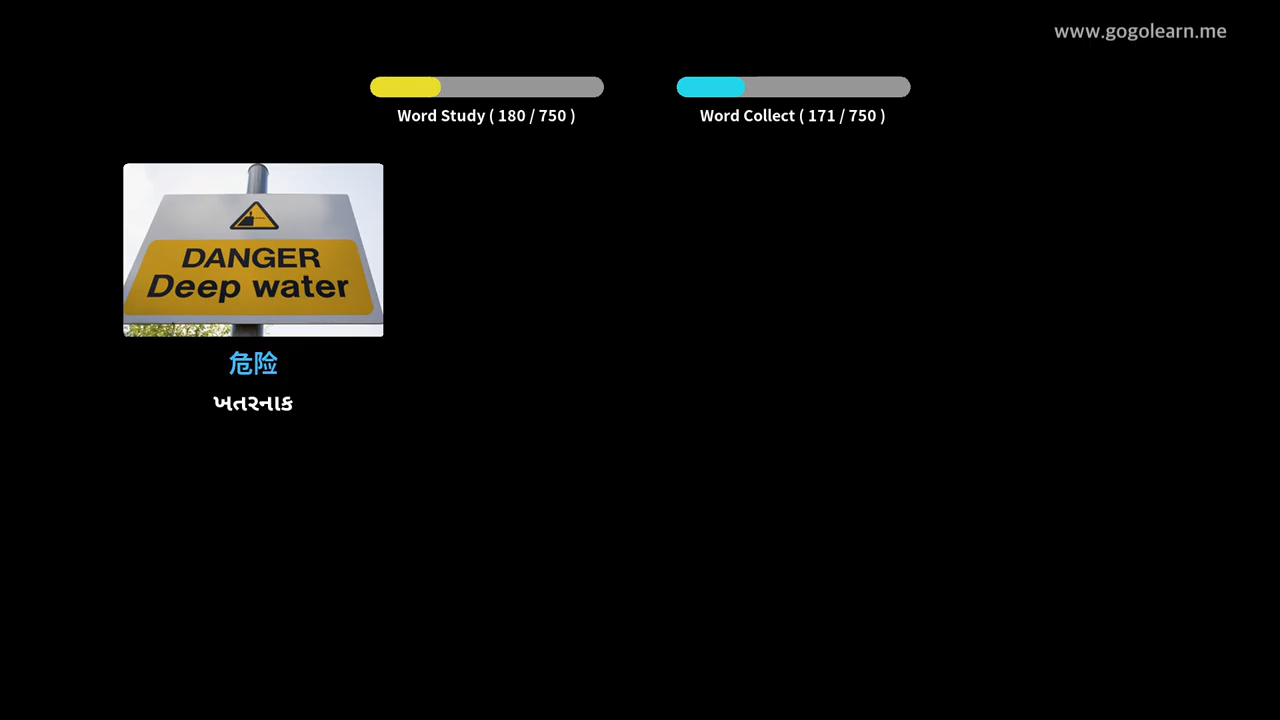 www.gogolearn.me
Word Study ( 180 / 750 )
Word Collect ( 171 / 750 )
DANGER
Deep water
危险
ખતરનાક